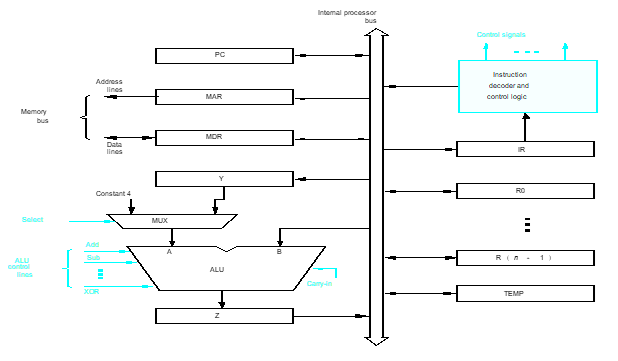 Internal processor
bus
Control signals
PC
Instruction
decoder and
control logic
Address
lines
MAR
Memory
bus
MDR
Data
lines
IR
Y
R0
Constant 4
Select
MUX
Add
A
B
Sub
R ( n - 1 )
ALU
control
lines
ALU
Carry-in
XOR
TEMP
Z